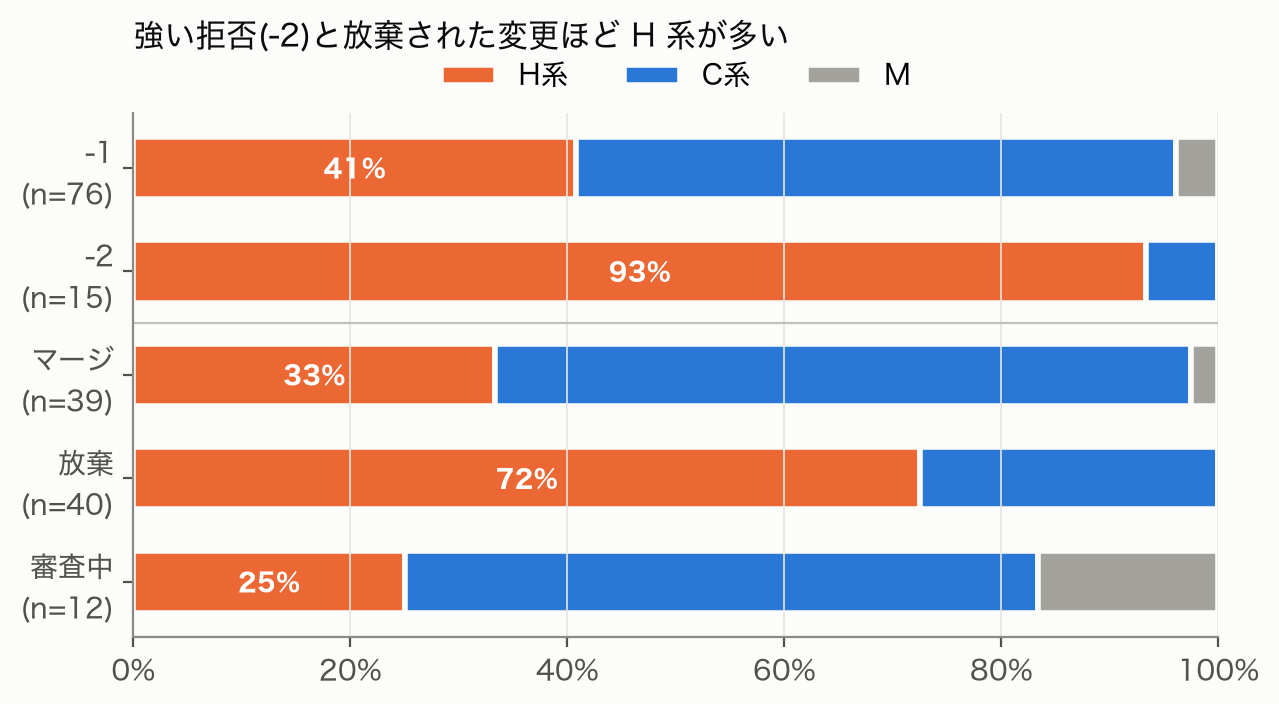 強い拒否(-2)と放棄された変更ほど H 系が多い
H系 C系 M
-1
(n=76)
41%
-2
(n=15)
93%
マージ
(n=39)
33%
放棄
(n=40)
72%
審査中
(n=12)
25%
0% 20% 40% 60% 80% 100%